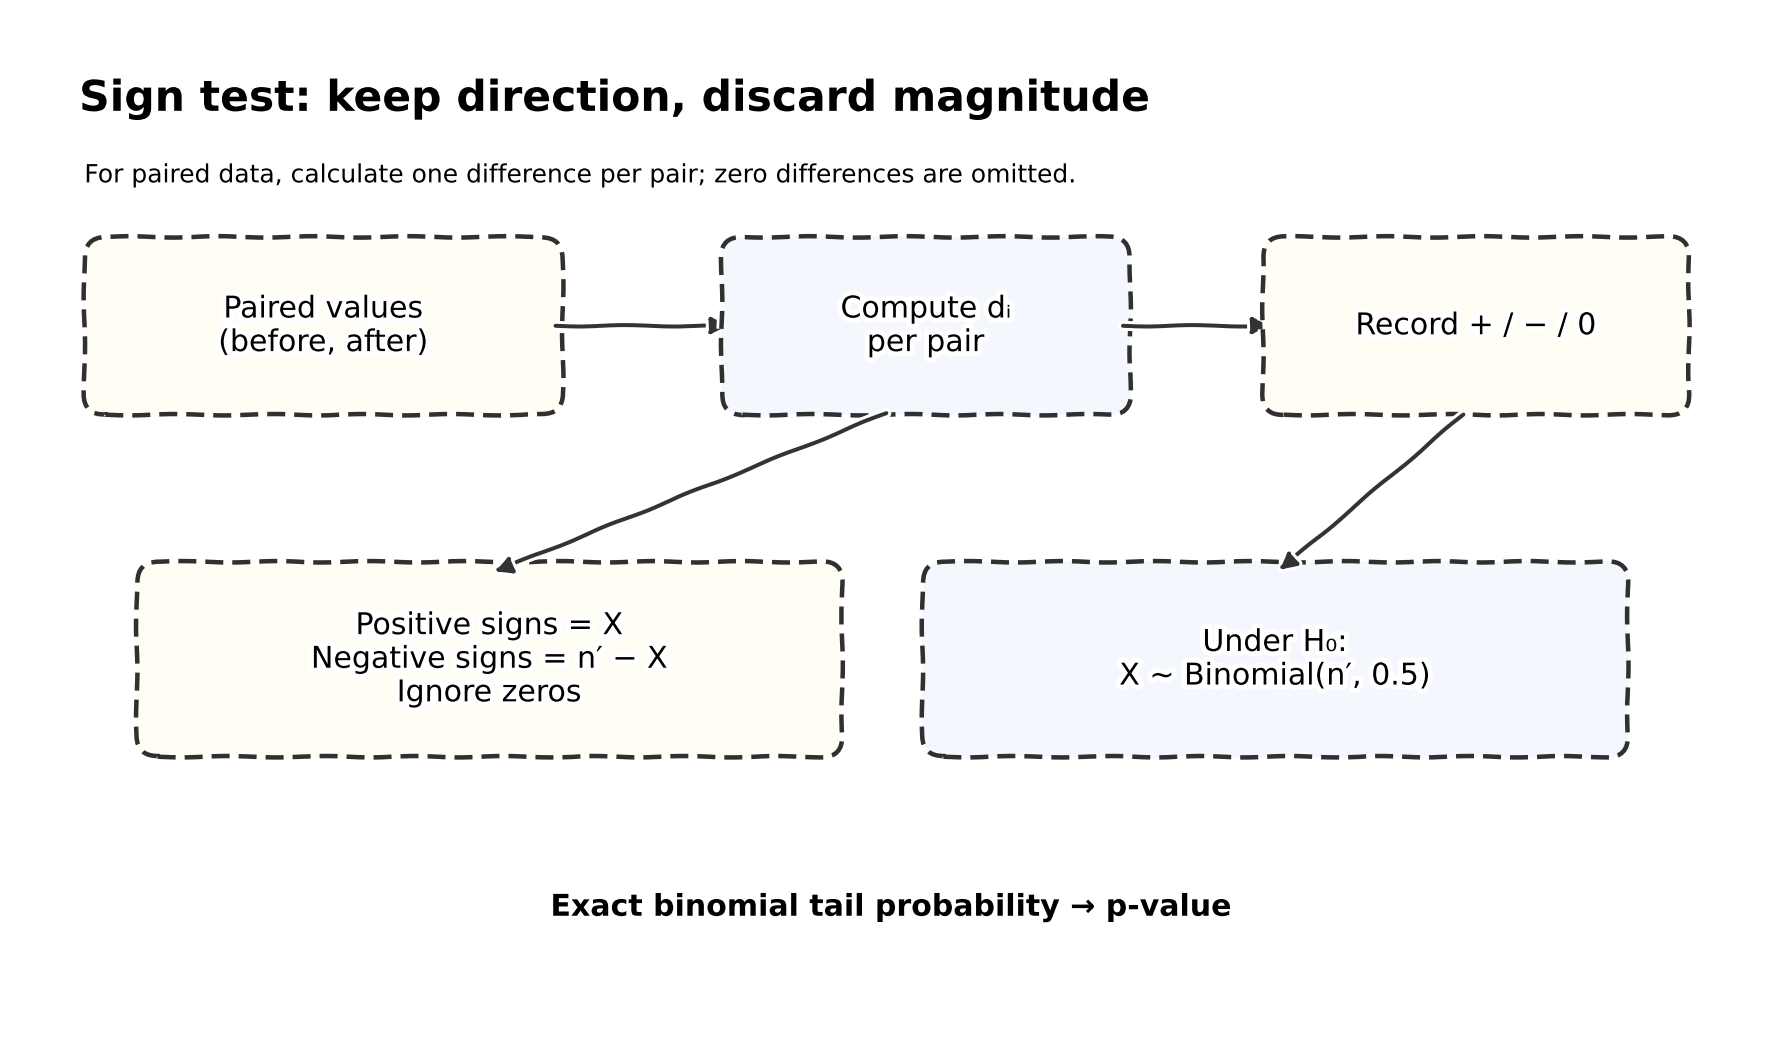 Sign test: keep direction, discard magnitude
For paired data, calculate one difference per pair; zero differences are omitted.
Paired values
(before, after)
Compute dᵢ
per pair
Record + / − / 0
Positive signs = X
Negative signs = n′ − X
Ignore zeros
Under H₀:
X ~ Binomial(n′, 0.5)
Exact binomial tail probability → p-value